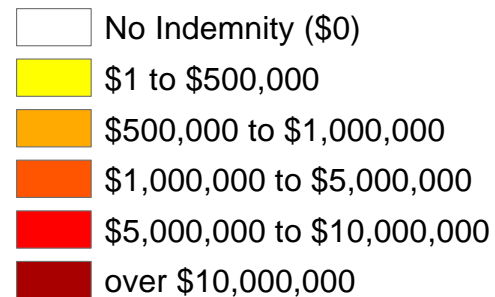 No Indemnity ($0)
$1 to $500,000
$500,000 to $1,000,000
$1,000,000 to $5,000,000
$5,000,000 to $10,000,000
over $10,000,000